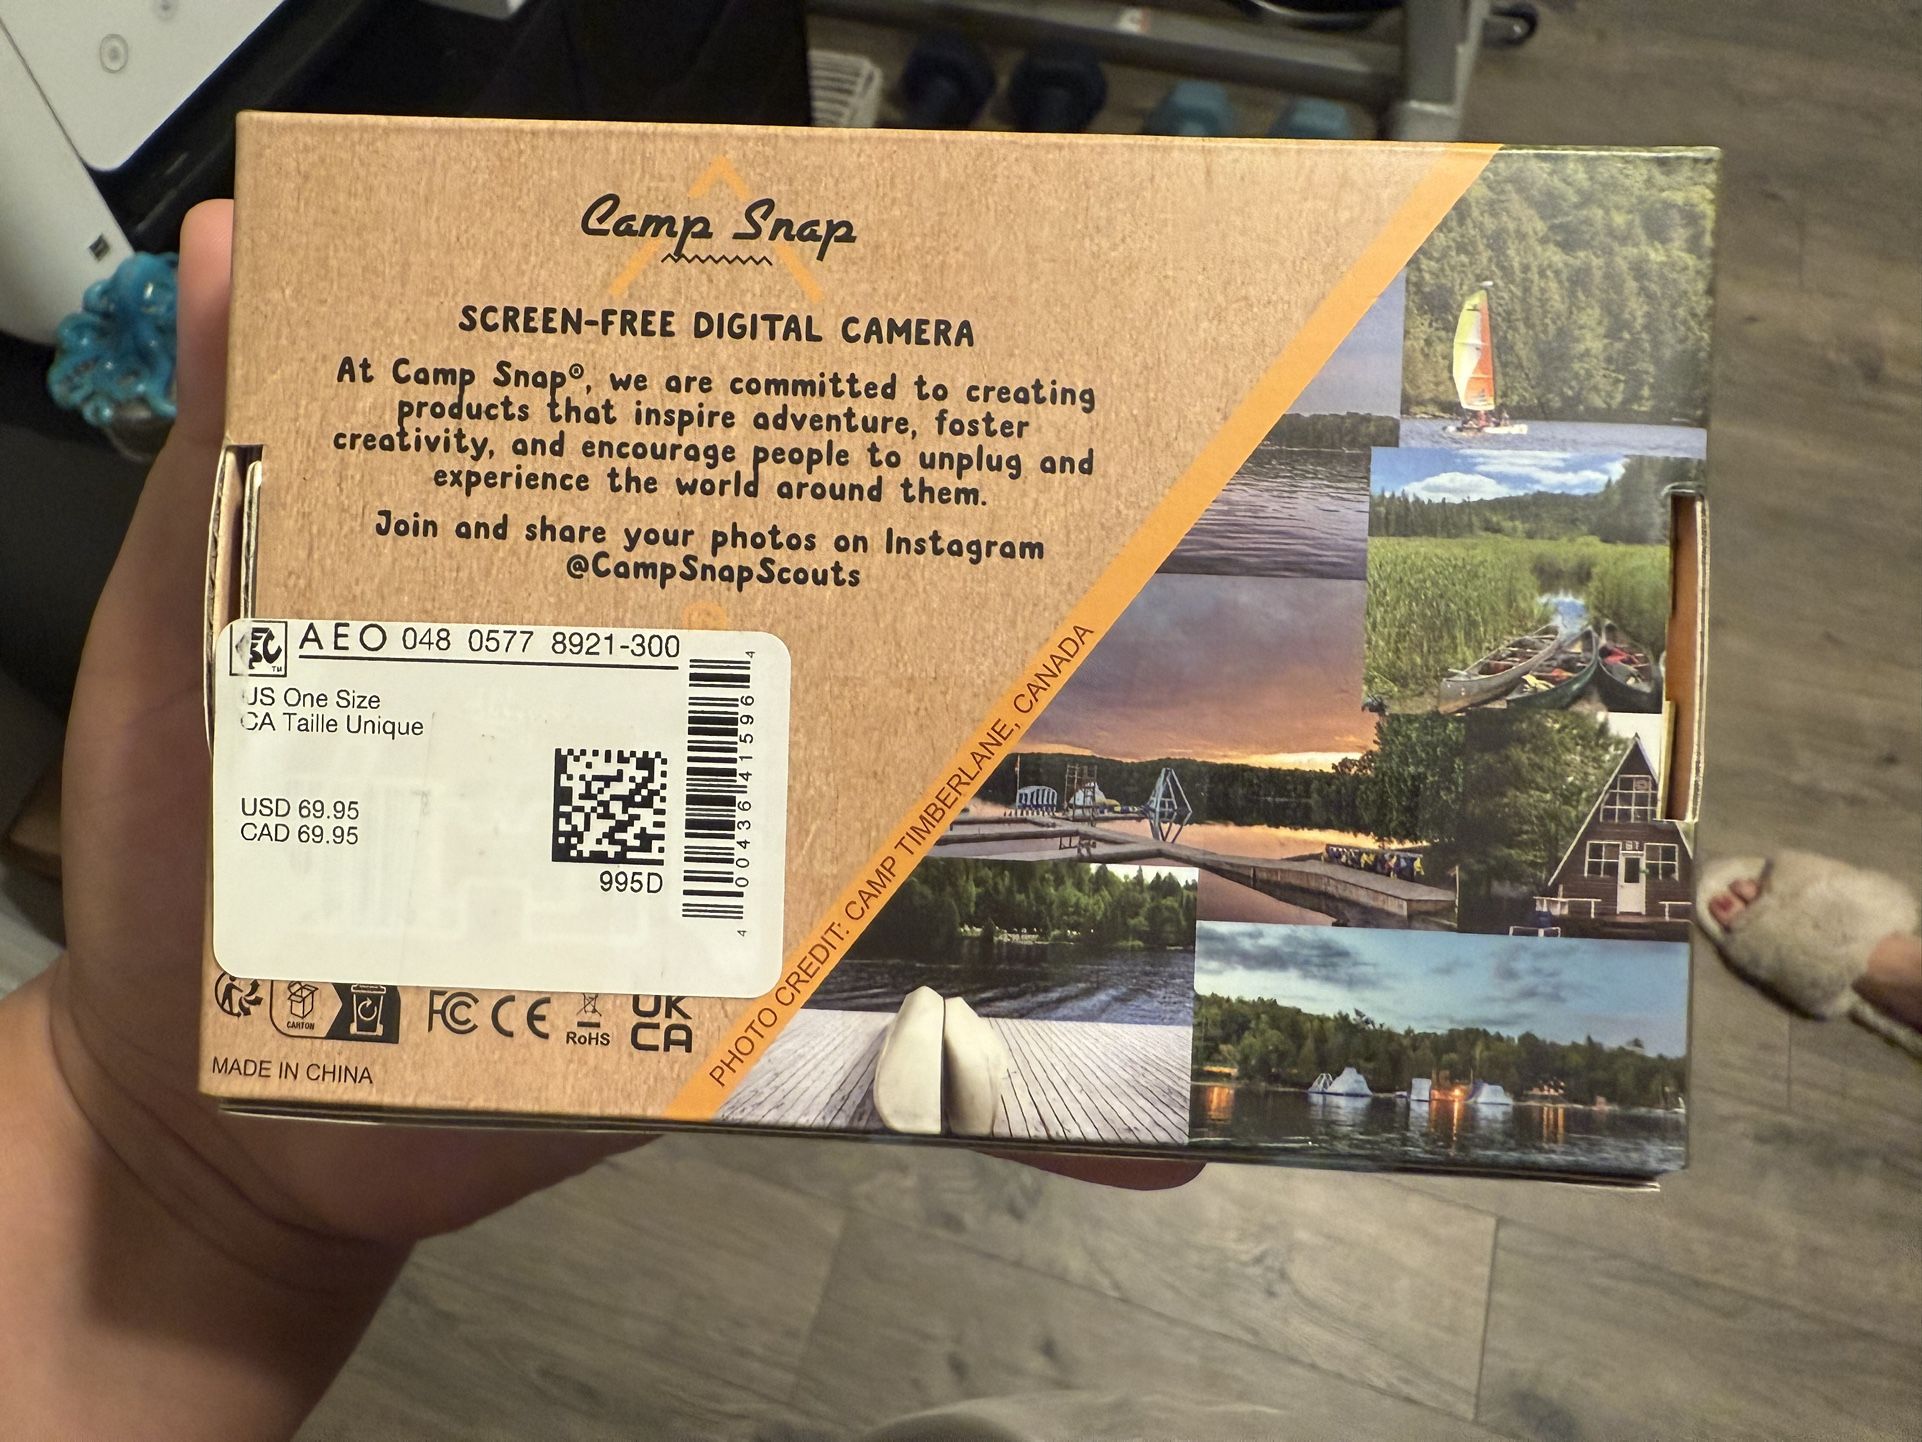 Camp Snap
SCREEN-FREE DIGITAL CAMERA
At Camp Snap®, we are committed to creating
products that inspire adventure, foster
creativity, and encourage people to unplug and
experience the world around them.
Join and share your photos on Instagram
@CampSnapScouts
AEO 048 0577 8921-300
US One Size
CA Taille Unique
USD 69.95
CAD 69.95
995D
4 00436 41596 4
CARTON
FC CE RoHS UK
CA
MADE IN CHINA
PHOTO CREDIT: CAMP TIMBERLANE, CANADA